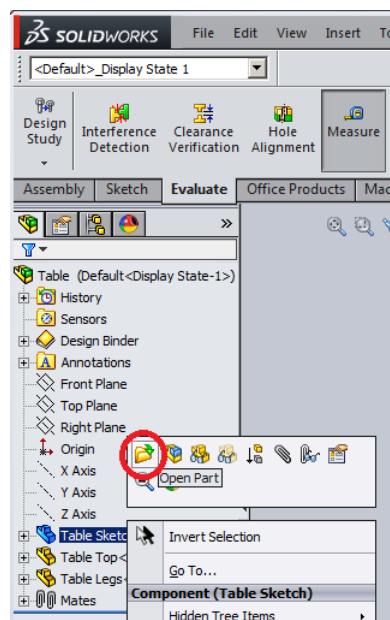 SOLIDWORKS File Edit View Insert To
<Default>_Display State 1
Design Study
Interference Detection
Clearance Verification
Hole Alignment
Measure
Assembly Sketch Evaluate Office Products Mac
Table (Default<Display State-1>)
History
Sensors
Design Binder
Annotations
Front Plane
Top Plane
Right Plane
Origin
X Axis
Open Part
Y Axis
Z Axis
Table Sketc
Invert Selection
Table Top<
Go To...
Table Legs
Component (Table Sketch)
Mates
Hidden Tree Items